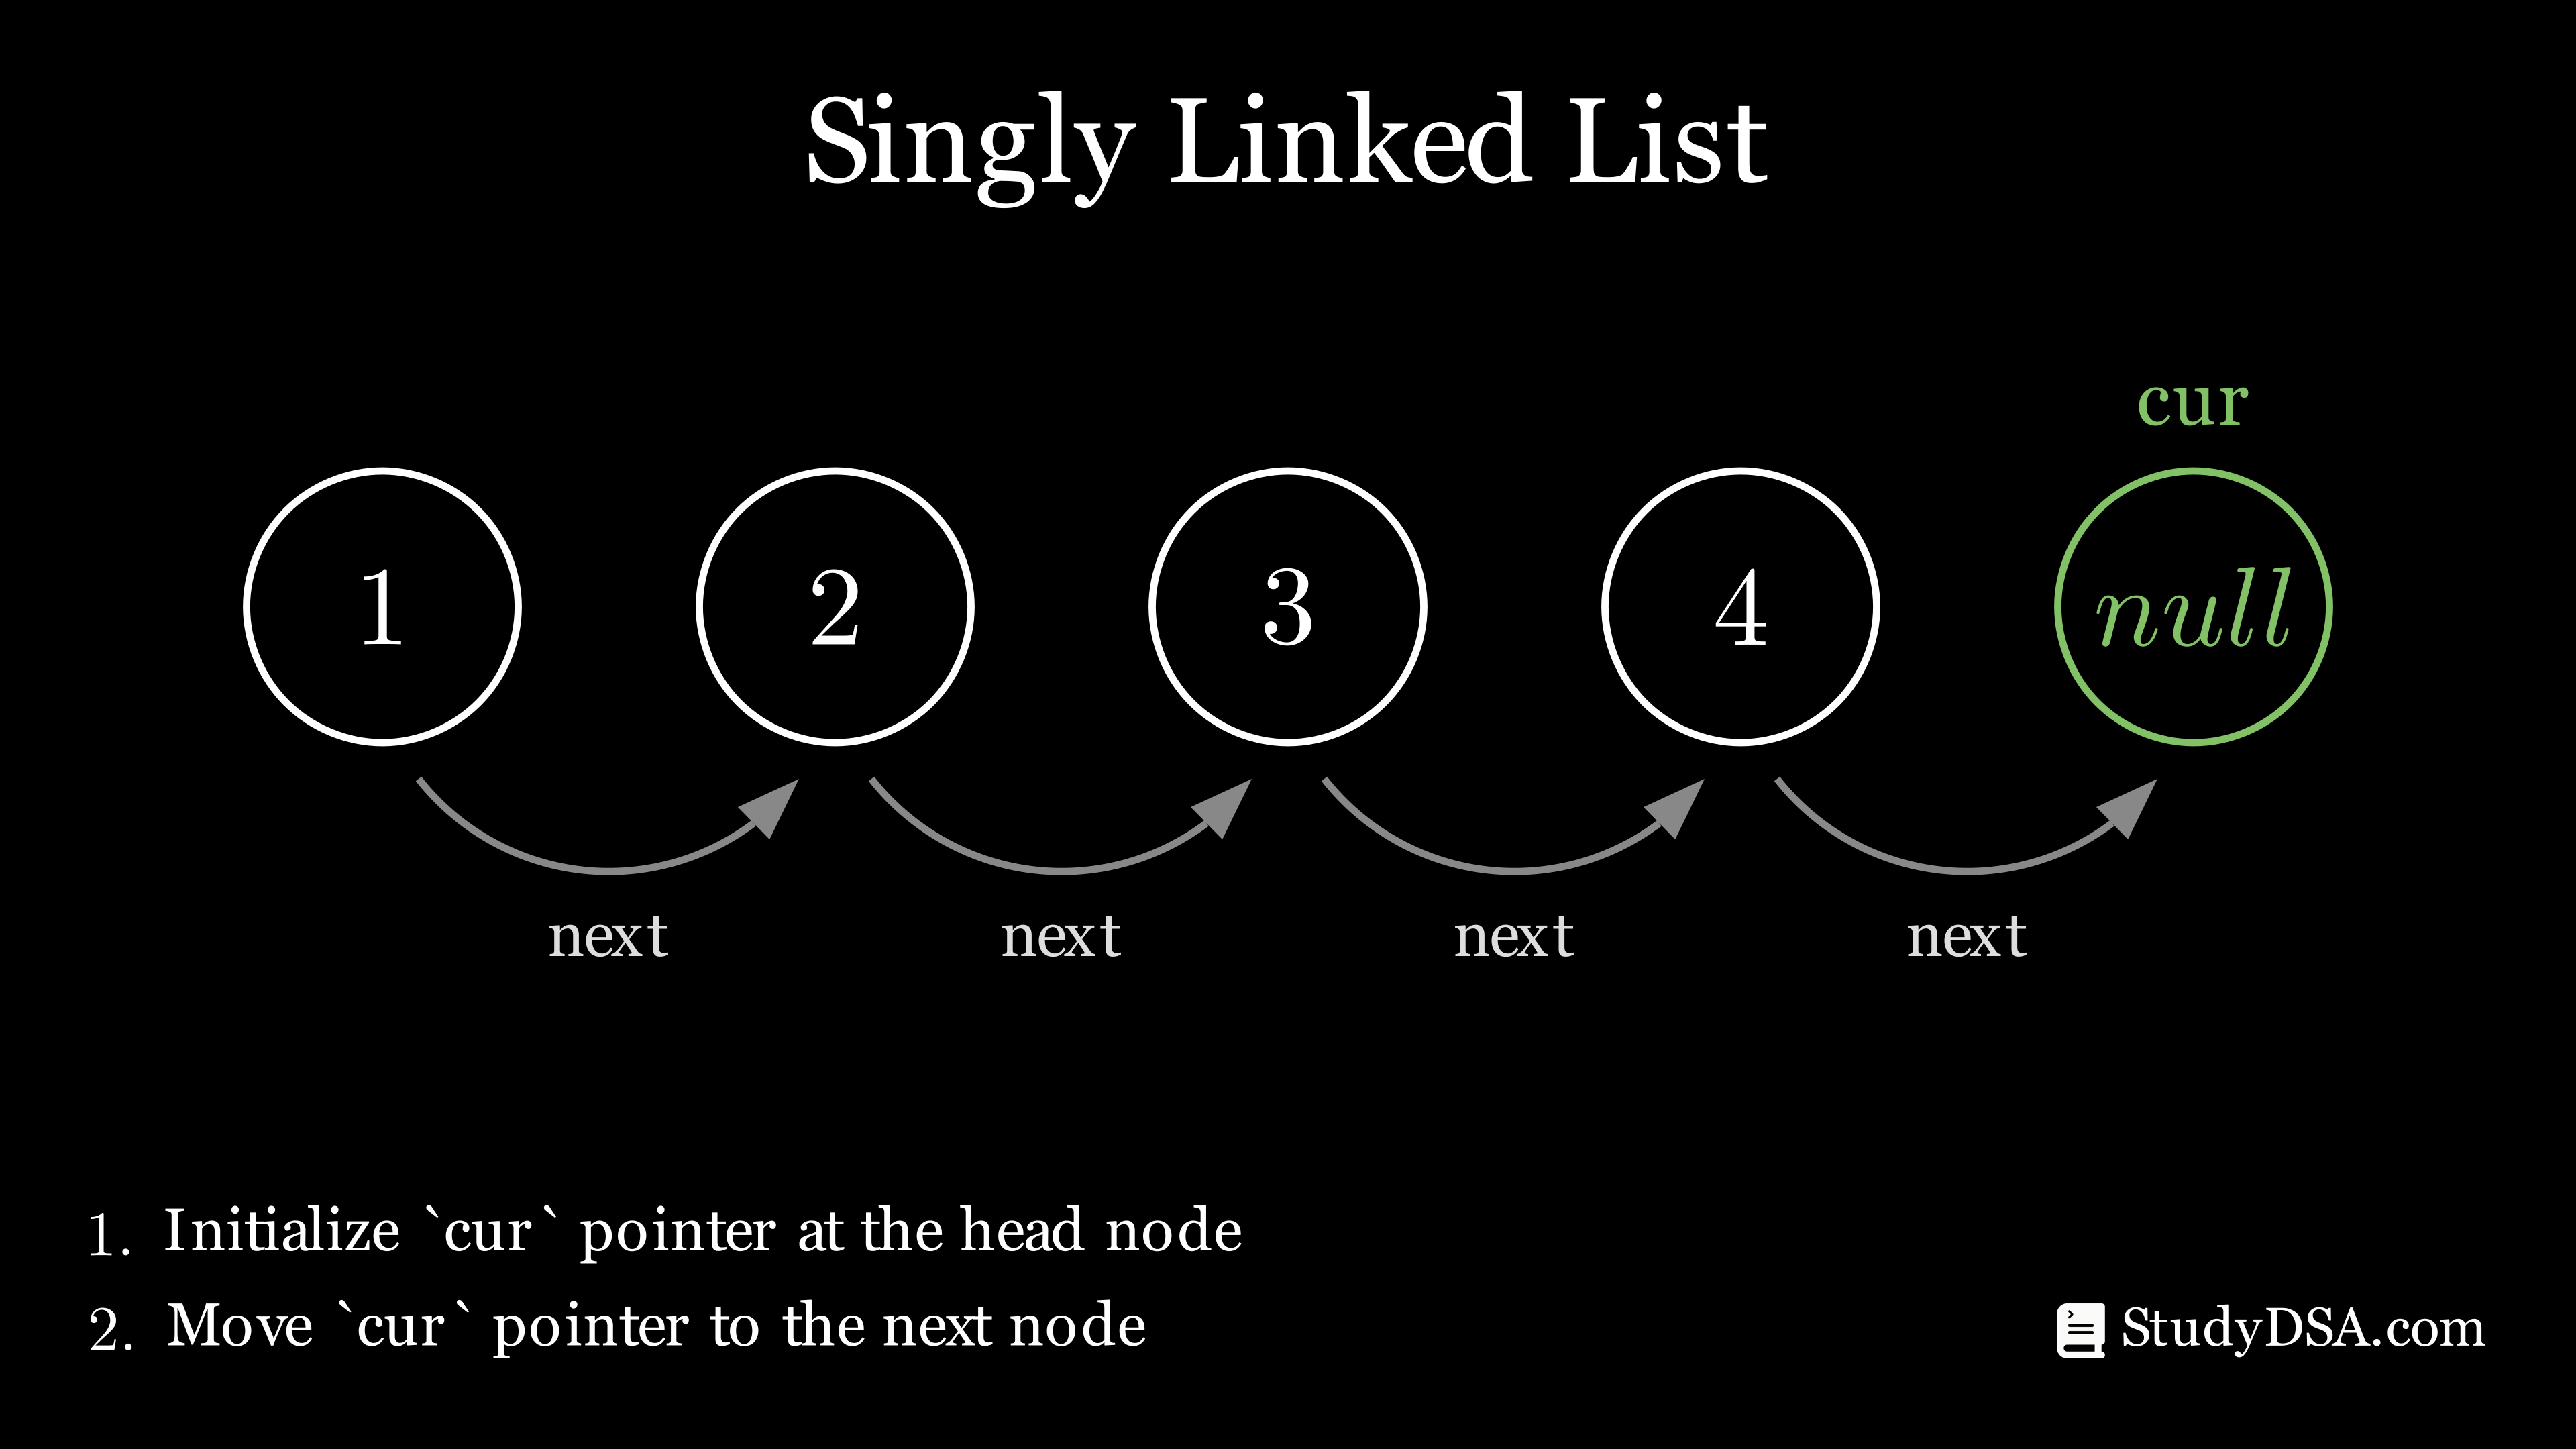 Singly Linked List
cur
1 2 3 4 null
next next next next
1. Initialize `cur` pointer at the head node
2. Move `cur` pointer to the next node
StudyDSA.com